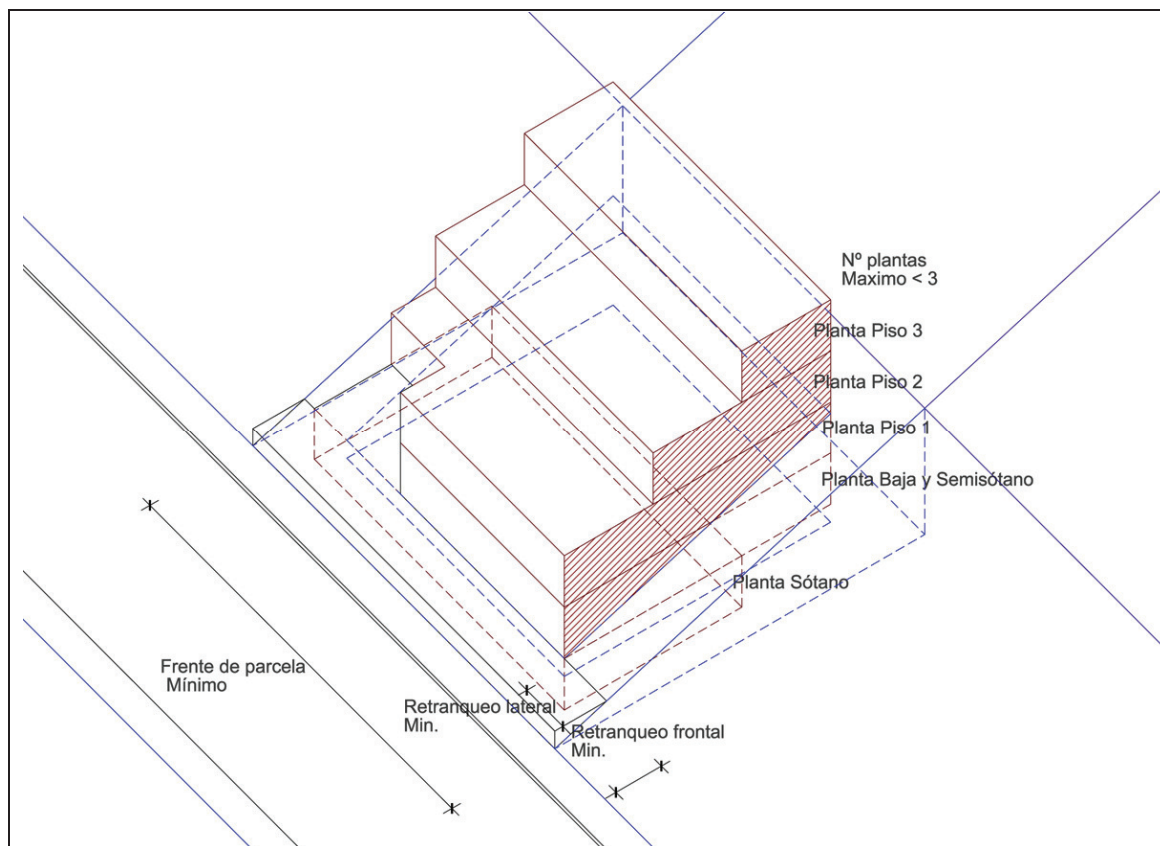 Nº plantas
Maximo < 3
Planta Piso 3
Planta Piso 2
Planta Piso 1
Planta Baja y Semisótano
Planta Sótano
Frente de parcela
Mínimo
Retranqueo lateral
Min.
Retranqueo frontal
Min.